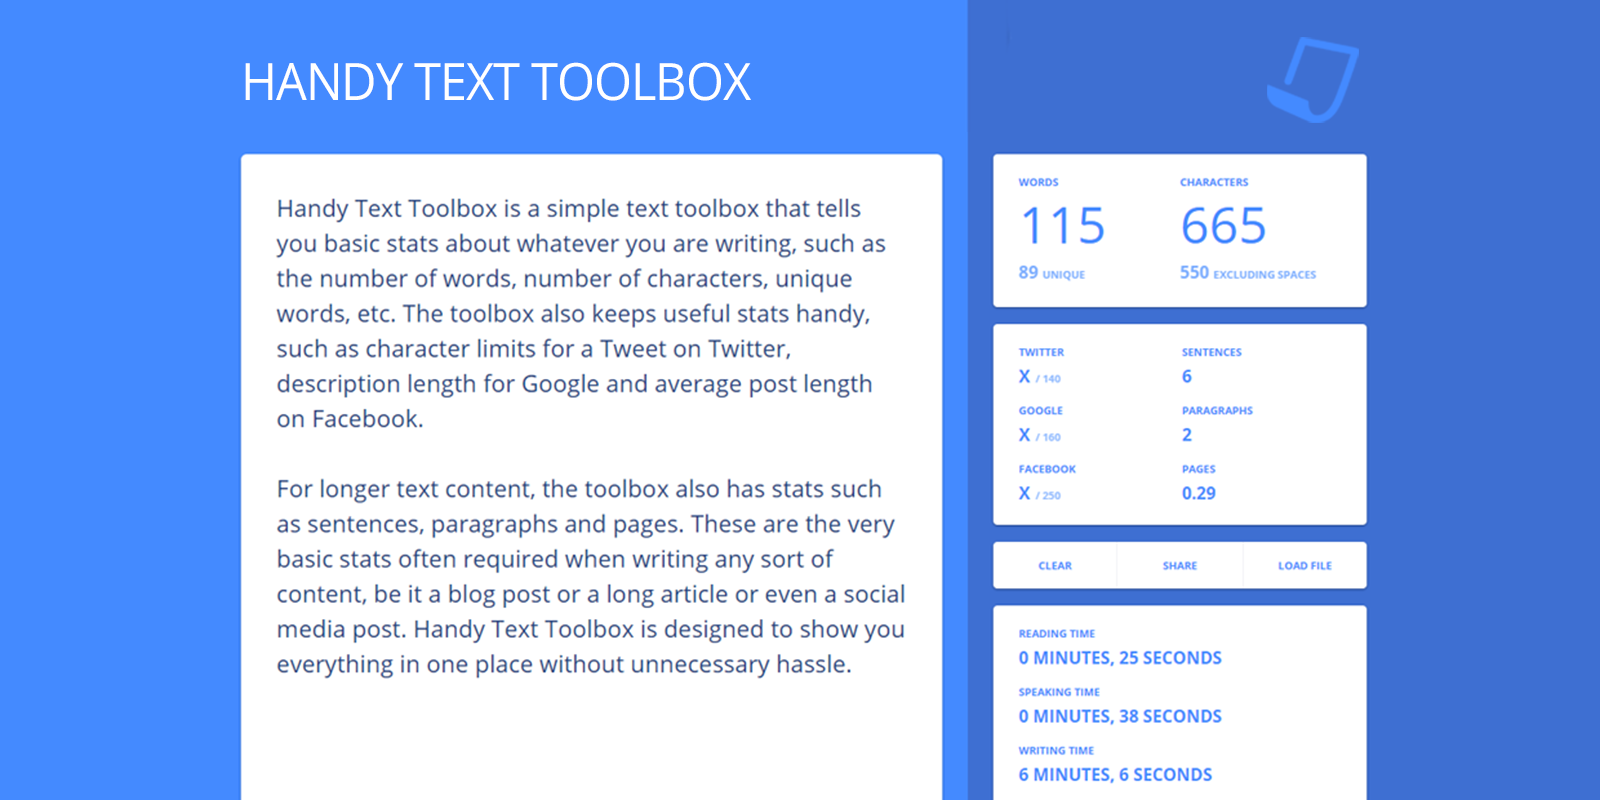 HANDY TEXT TOOLBOX
Handy Text Toolbox is a simple text toolbox that tells
you basic stats about whatever you are writing, such as
the number of words, number of characters, unique
words, etc. The toolbox also keeps useful stats handy,
such as character limits for a Tweet on Twitter,
description length for Google and average post length
on Facebook.
For longer text content, the toolbox also has stats such
as sentences, paragraphs and pages. These are the very
basic stats often required when writing any sort of
content, be it a blog post or a long article or even a social
media post. Handy Text Toolbox is designed to show you
everything in one place without unnecessary hassle.
WORDS CHARACTERS
115 665
89 UNIQUE 550 EXCLUDING SPACES
TWITTER SENTENCES
X / 140 6
GOOGLE PARAGRAPHS
X / 160 2
FACEBOOK PAGES
X / 250 0.29
CLEAR SHARE LOAD FILE
READING TIME
0 MINUTES, 25 SECONDS
SPEAKING TIME
0 MINUTES, 38 SECONDS
WRITING TIME
6 MINUTES, 6 SECONDS